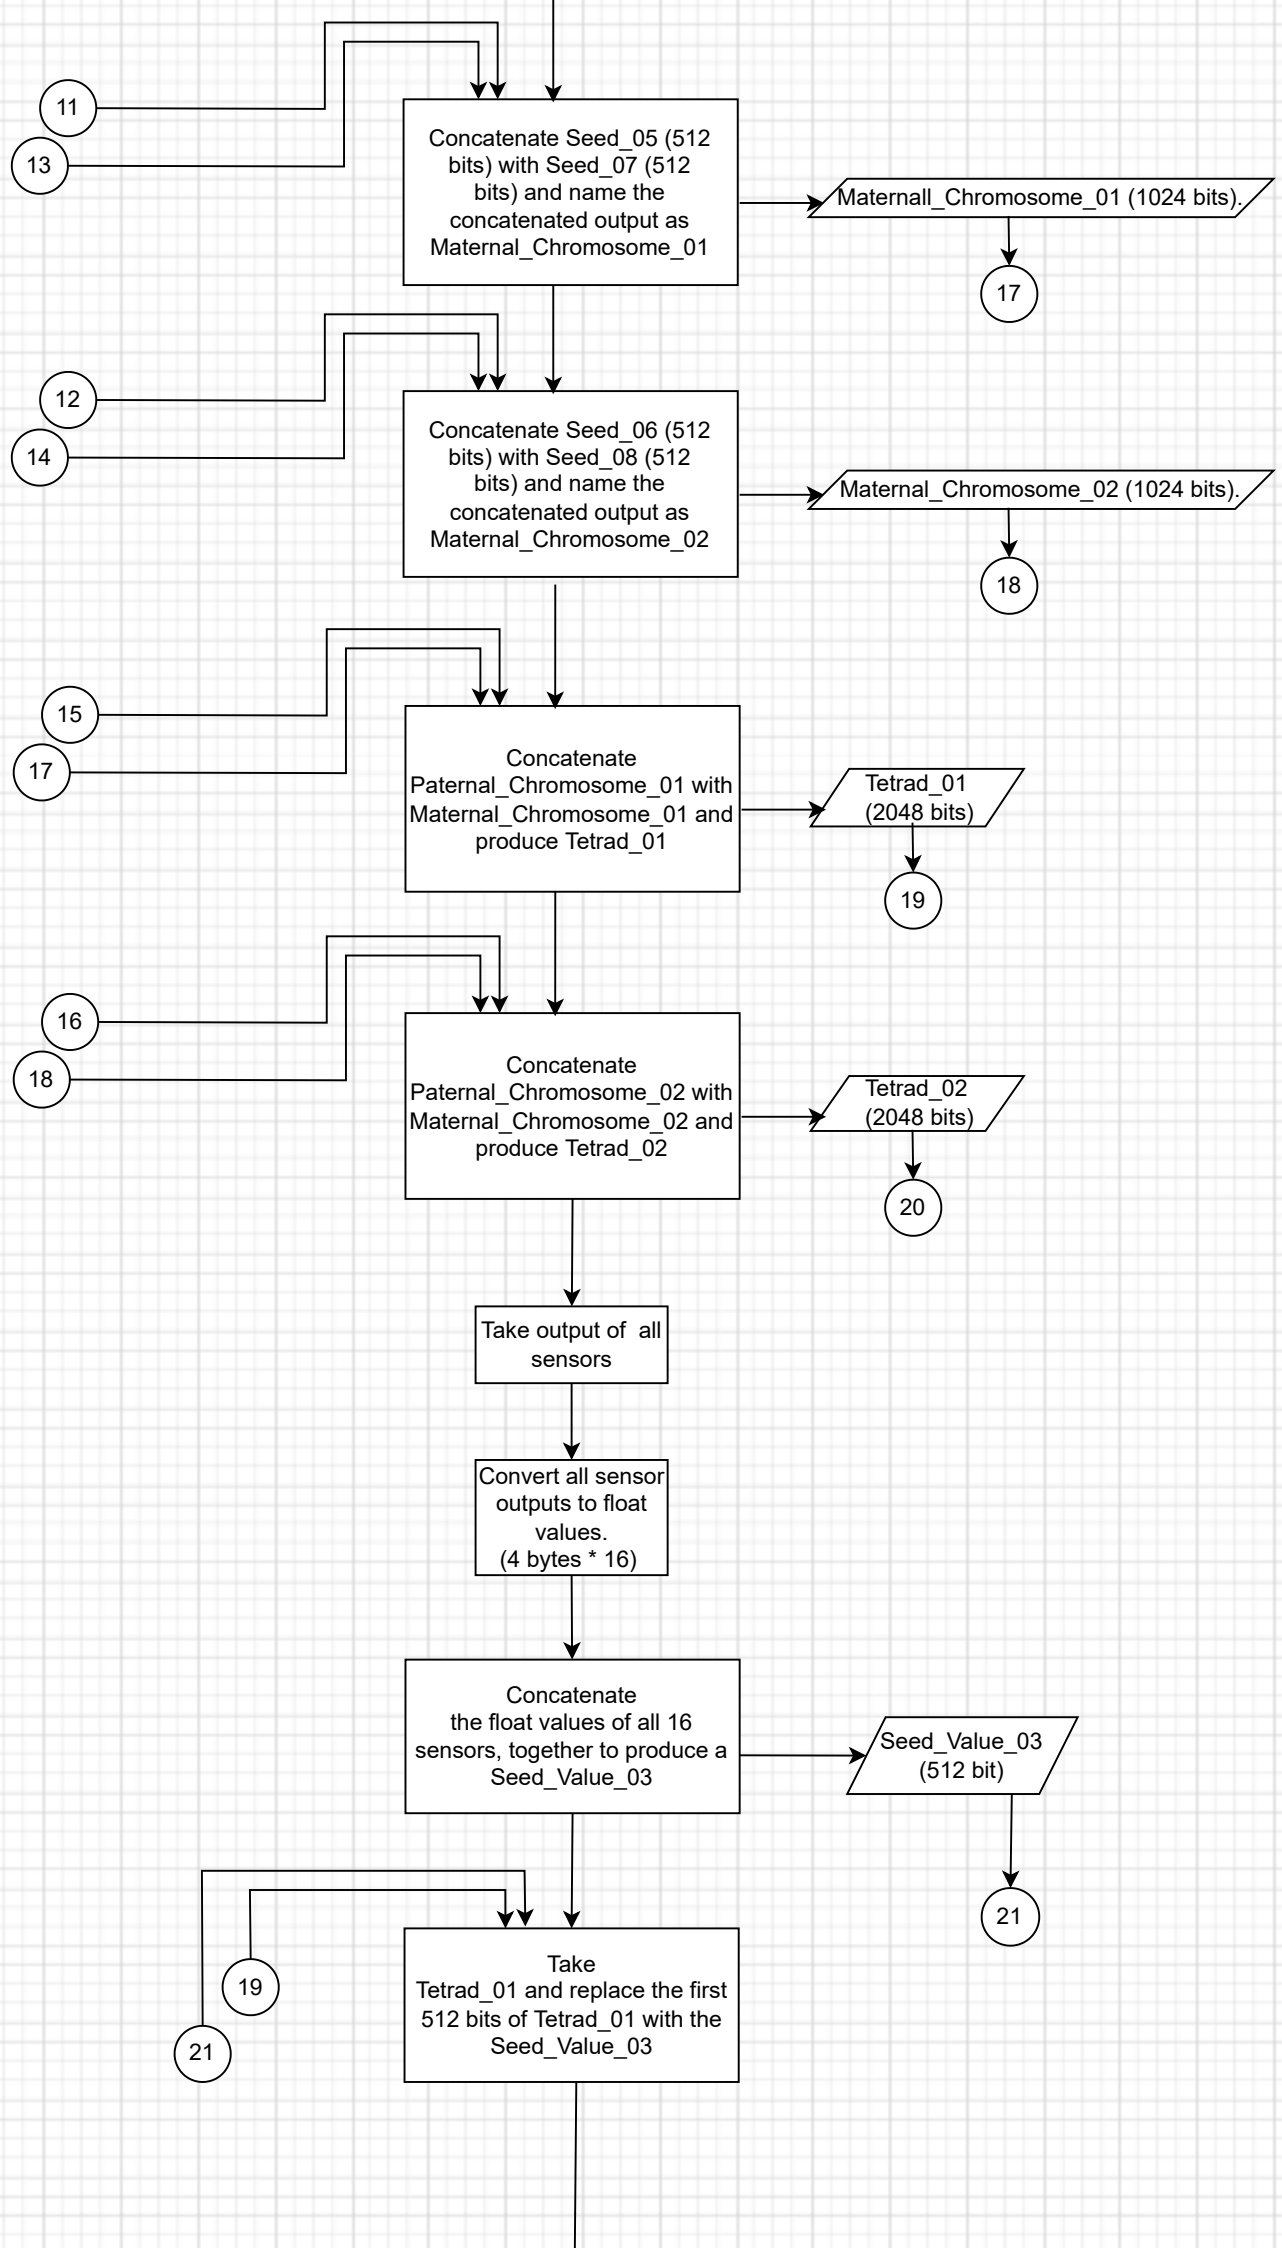 11
13
Concatenate Seed_05 (512
bits) with Seed_07 (512
bits) and name the
concatenated output as
Maternal_Chromosome_01
Maternall_Chromosome_01 (1024 bits).
17
12
14
Concatenate Seed_06 (512
bits) with Seed_08 (512
bits) and name the
concatenated output as
Maternal_Chromosome_02
Maternal_Chromosome_02 (1024 bits).
18
15
17
Concatenate
Paternal_Chromosome_01 with
Maternal_Chromosome_01 and
produce Tetrad_01
Tetrad_01
(2048 bits)
19
16
18
Concatenate
Paternal_Chromosome_02 with
Maternal_Chromosome_02 and
produce Tetrad_02
Tetrad_02
(2048 bits)
20
Take output of  all
sensors
Convert all sensor
outputs to float
values.
(4 bytes * 16)
Concatenate
the float values of all 16
sensors, together to produce a
Seed_Value_03
Seed_Value_03
(512 bit)
21
19
21
Take
Tetrad_01 and replace the first
512 bits of Tetrad_01 with the
Seed_Value_03